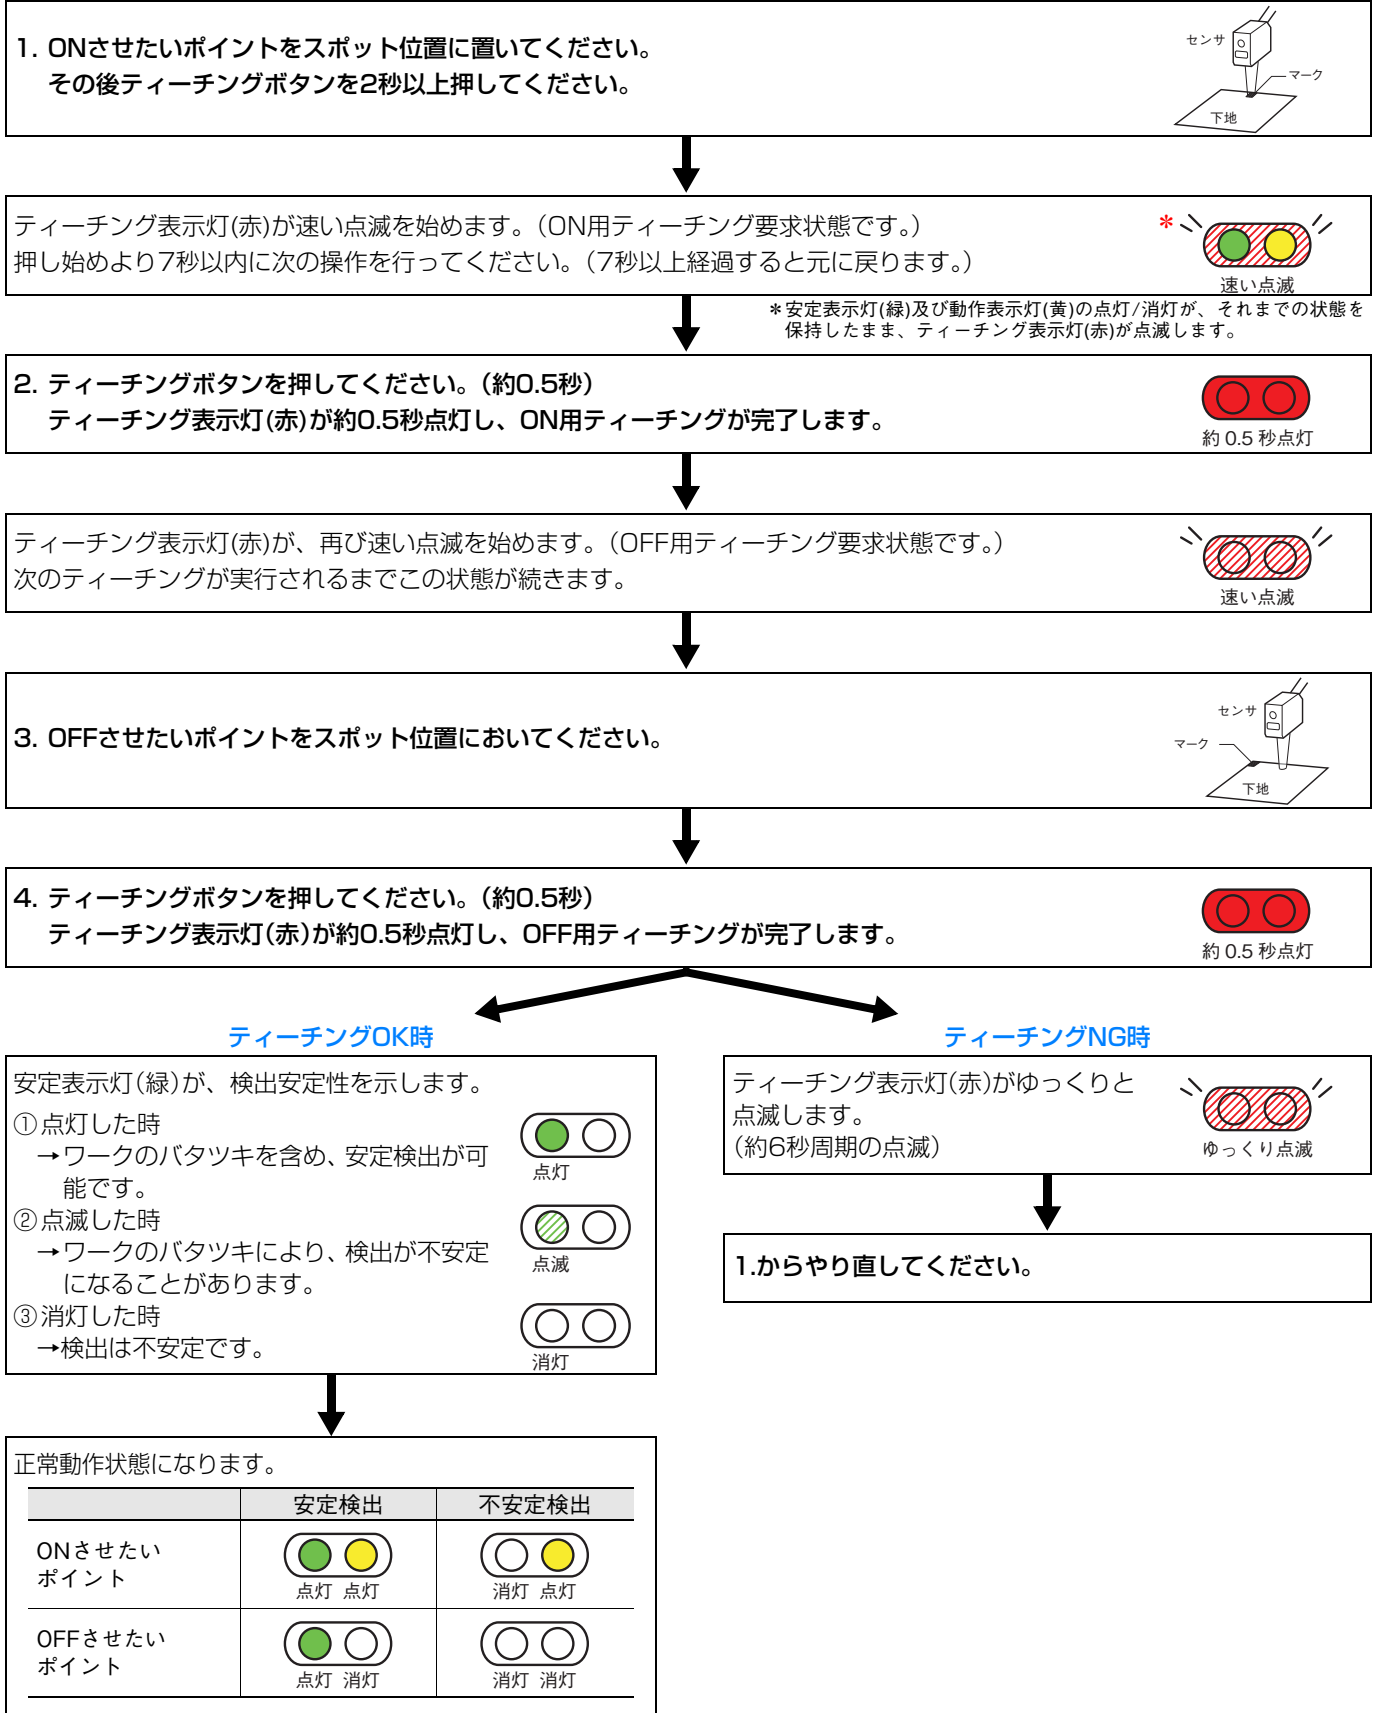 1. ONさせたいポイントをスポット位置に置いてください。
その後ティーチングボタンを2秒以上押してください。
センサ
マーク
下地
ティーチング表示灯(赤)が速い点滅を始めます。(ON用ティーチング要求状態です。)
押し始めより7秒以内に次の操作を行ってください。(7秒以上経過すると元に戻ります。)
*
速い点滅
*安定表示灯(緑)及び動作表示灯(黄)の点灯/消灯が、それまでの状態を
保持したまま、ティーチング表示灯(赤)が点滅します。
2. ティーチングボタンを押してください。(約0.5秒)
ティーチング表示灯(赤)が約0.5秒点灯し、ON用ティーチングが完了します。
約 0.5 秒点灯
ティーチング表示灯(赤)が、再び速い点滅を始めます。(OFF用ティーチング要求状態です。)
次のティーチングが実行されるまでこの状態が続きます。
速い点滅
3. OFFさせたいポイントをスポット位置においてください。
センサ
マーク
下地
4. ティーチングボタンを押してください。(約0.5秒)
ティーチング表示灯(赤)が約0.5秒点灯し、OFF用ティーチングが完了します。
約 0.5 秒点灯
ティーチングOK時
安定表示灯(緑)が、検出安定性を示します。
①点灯した時
→ワークのバタツキを含め、安定検出が可
能です。
点灯
②点滅した時
→ワークのバタツキにより、検出が不安定
になることがあります。
点滅
③消灯した時
→検出は不安定です。
消灯
ティーチングNG時
ティーチング表示灯(赤)がゆっくりと
点滅します。
(約6秒周期の点滅)
ゆっくり点滅
1.からやり直してください。
正常動作状態になります。
安定検出 不安定検出
ONさせたい
ポイント
点灯 点灯 消灯 点灯
OFFさせたい
ポイント
点灯 消灯 消灯 消灯